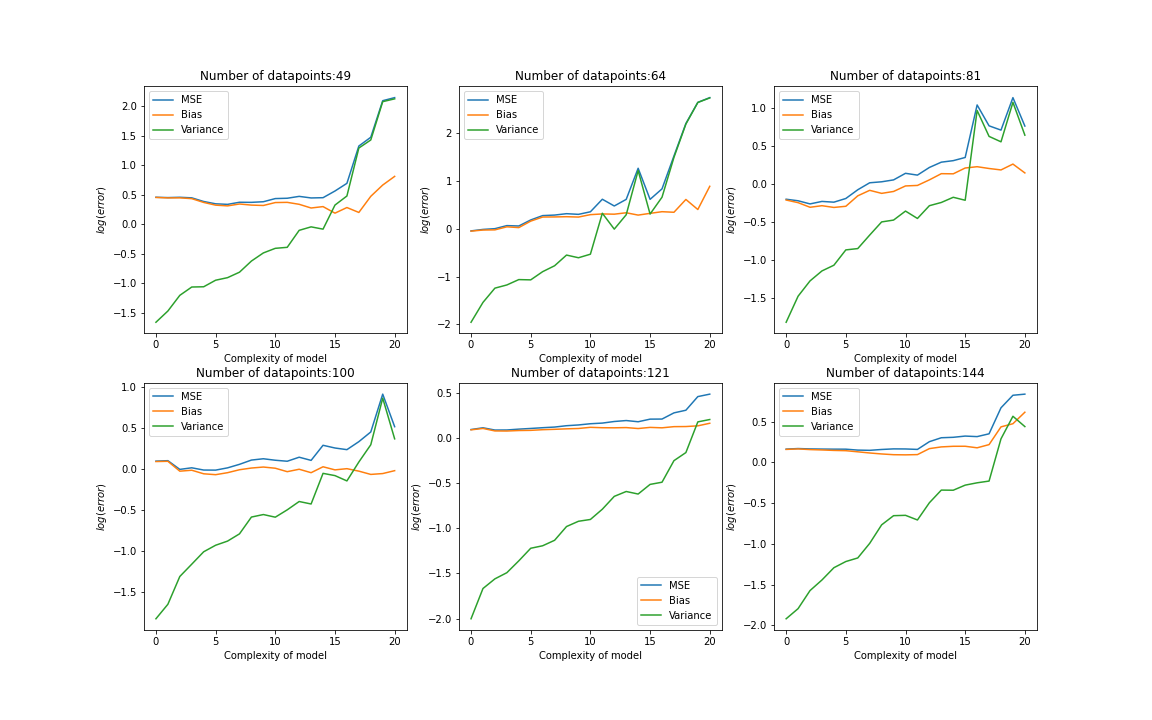 Number of datapoints:49
MSE
Bias
Variance
2.0
1.5
1.0
0.5
0.0
−0.5
−1.0
−1.5
log(error)
0 5 10 15 20
Complexity of model
Number of datapoints:64
MSE
Bias
Variance
2
1
0
−1
−2
log(error)
0 5 10 15 20
Complexity of model
Number of datapoints:81
MSE
Bias
Variance
1.0
0.5
0.0
−0.5
−1.0
−1.5
log(error)
0 5 10 15 20
Complexity of model
Number of datapoints:100
MSE
Bias
Variance
1.0
0.5
0.0
−0.5
−1.0
−1.5
log(error)
0 5 10 15 20
Complexity of model
Number of datapoints:121
0.5
0.0
−0.5
−1.0
−1.5
−2.0
log(error)
MSE
Bias
Variance
0 5 10 15 20
Complexity of model
Number of datapoints:144
MSE
Bias
Variance
0.5
0.0
−0.5
−1.0
−1.5
−2.0
log(error)
0 5 10 15 20
Complexity of model